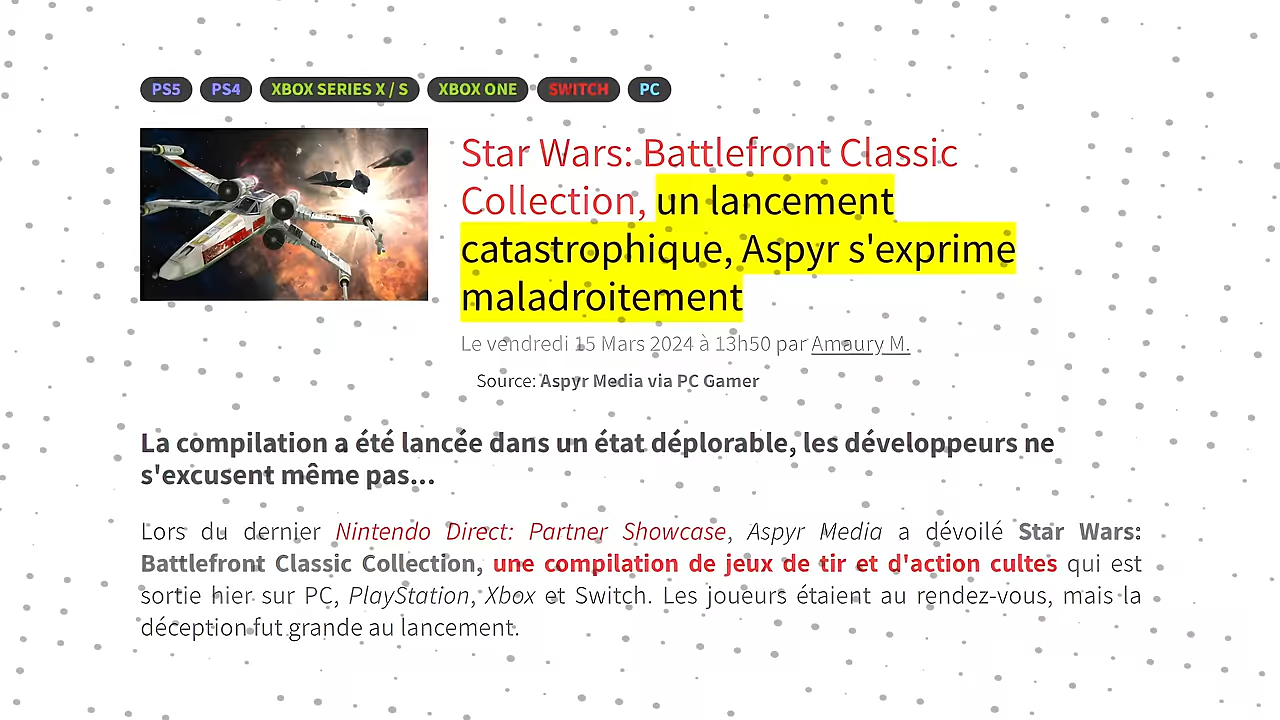 PS5 PS4 XBOX SERIES X / S XBOX ONE SWITCH PC
Star Wars: Battlefront Classic
Collection, un lancement
catastrophique, Aspyr s'exprime
maladroitement
Le vendredi 15 Mars 2024 à 13h50 par Amaury M.
Source: Aspyr Media via PC Gamer
La compilation a été lancée dans un état déplorable, les développeurs ne
s'excusent même pas...
Lors du dernier Nintendo Direct: Partner Showcase, Aspyr Media a dévoilé Star Wars:
Battlefront Classic Collection, une compilation de jeux de tir et d'action cultes qui est
sortie hier sur PC, PlayStation, Xbox et Switch. Les joueurs étaient au rendez-vous, mais la
déception fut grande au lancement.